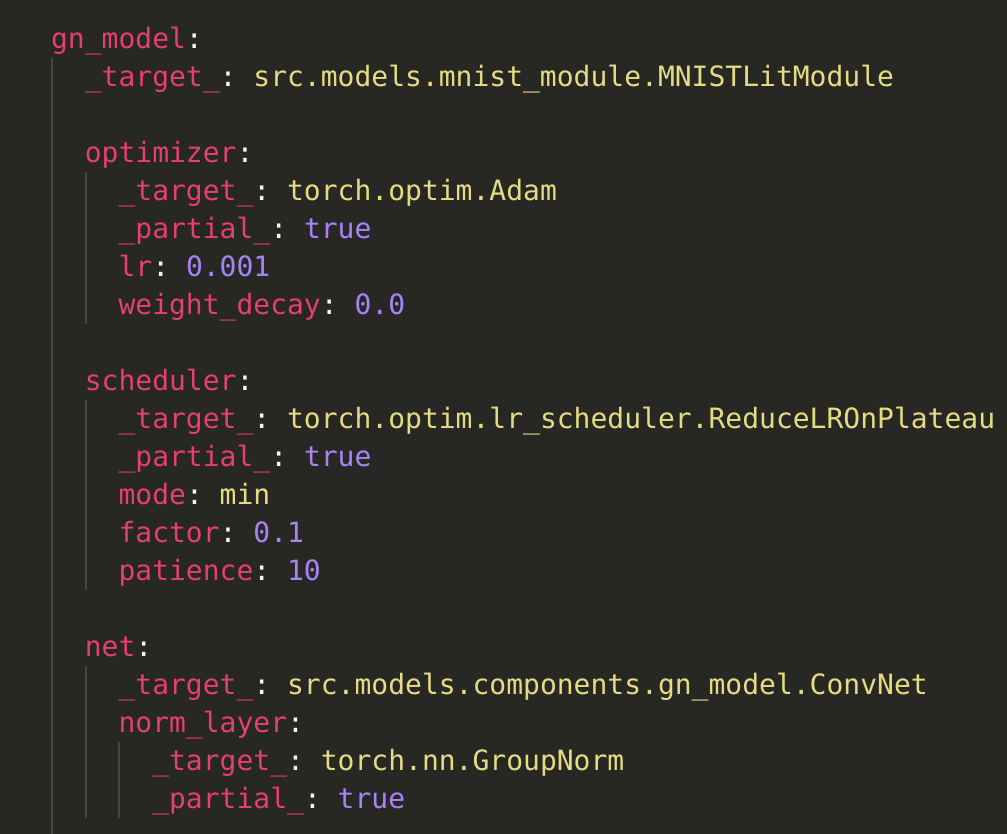 gn_model:
  _target_: src.models.mnist_module.MNISTLitModule

  optimizer:
    _target_: torch.optim.Adam
    _partial_: true
    lr: 0.001
    weight_decay: 0.0

  scheduler:
    _target_: torch.optim.lr_scheduler.ReduceLROnPlateau
    _partial_: true
    mode: min
    factor: 0.1
    patience: 10

  net:
    _target_: src.models.components.gn_model.ConvNet
    norm_layer:
      _target_: torch.nn.GroupNorm
      _partial_: true